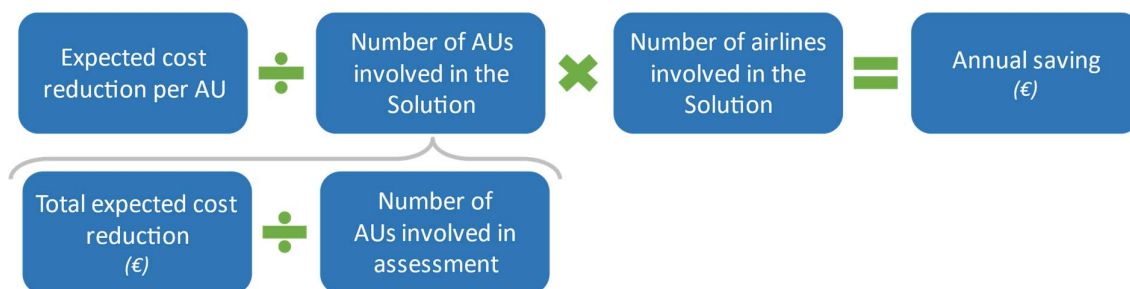 Expected cost
reduction per AU
÷
Number of AUs
involved in the
Solution
×
Number of airlines
involved in the
Solution
=
Annual saving
(€)
Total expected cost
reduction
(€)
÷
Number of
AUs involved in
assessment